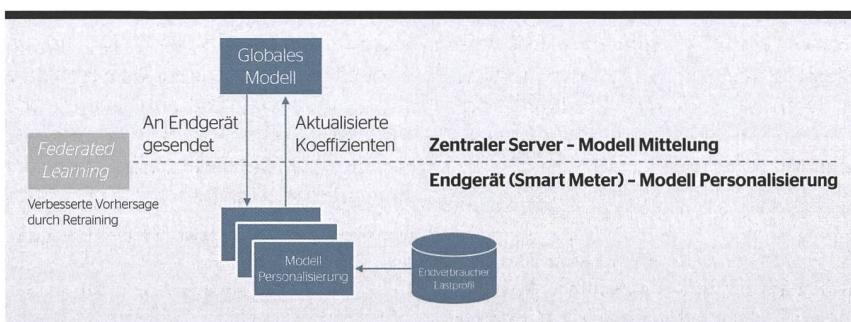 Globales
Modell
An Endgerät
gesendet
Aktualisierte
Koeffizienten
Federated
Learning
Zentraler Server – Modell Mittelung
Endgerät (Smart Meter) – Modell Personalisierung
Verbesserte Vorhersage
durch Retraining
Modell
Personalisierung
Endverbraucher
Lastprofil